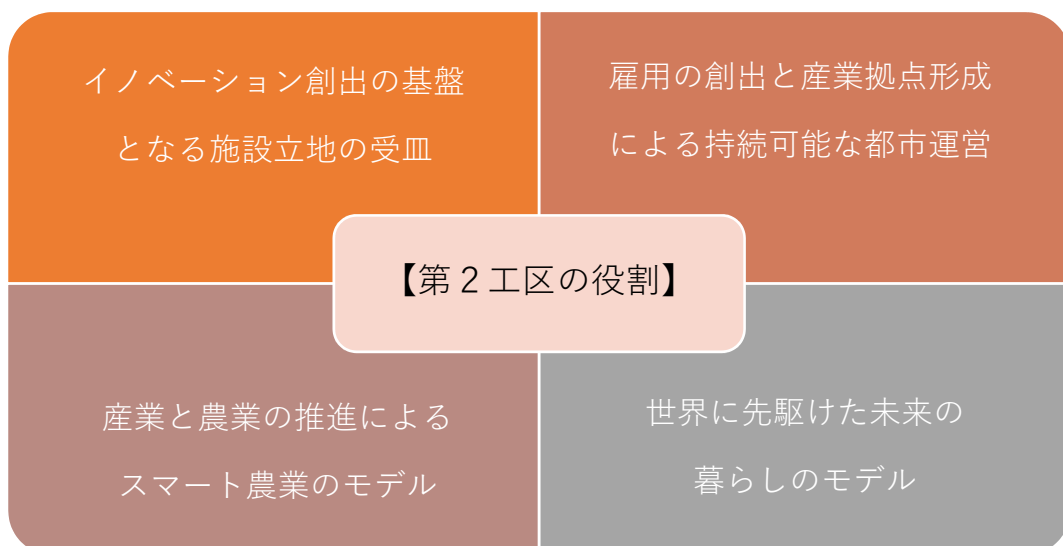 イノベーション創出の基盤
となる施設立地の受皿
雇用の創出と産業拠点形成
による持続可能な都市運営
【第２工区の役割】
産業と農業の推進による
スマート農業のモデル
世界に先駆けた未来の
暮らしのモデル